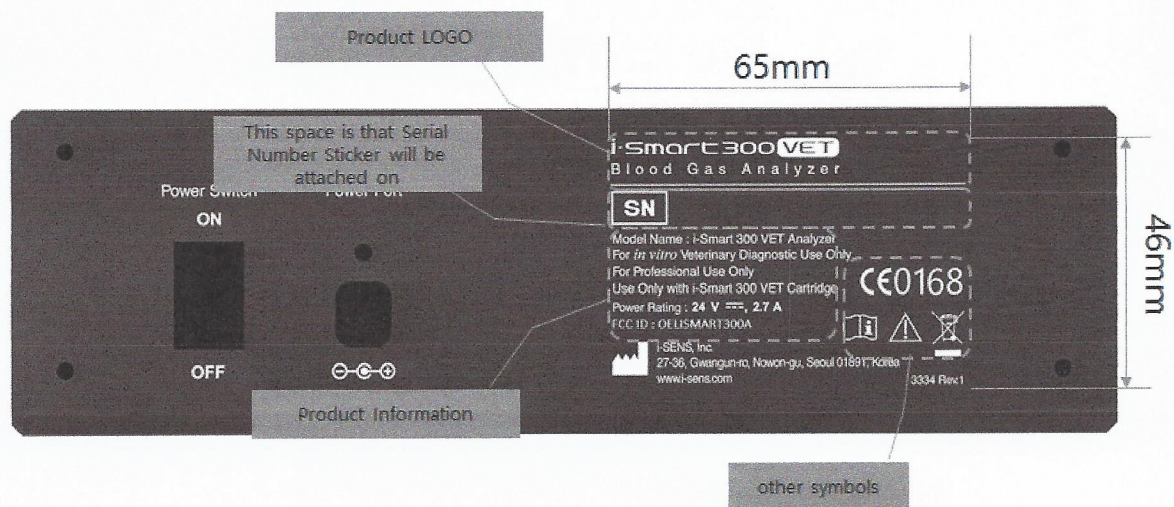 Product LOGO
65mm
This space is that Serial
Number Sticker will be
attached on
i-Smart300 VET
Blood Gas Analyzer
Power Switch
Power Port
ON
SN
Model Name : i-Smart 300 VET Analyzer
For in vitro Veterinary Diagnostic Use Only
For Professional Use Only
Use Only with i-Smart 300 VET Cartridge
Power Rating : 24 V ⎓, 2.7 A
FCC ID : OELISMART300A
CE0168
46mm
OFF
i-SENS, Inc.
27-36, Gwangun-ro, Nowon-gu, Seoul 01891, Korea
www.i-sens.com
3334 Rev.1
Product Information
other symbols